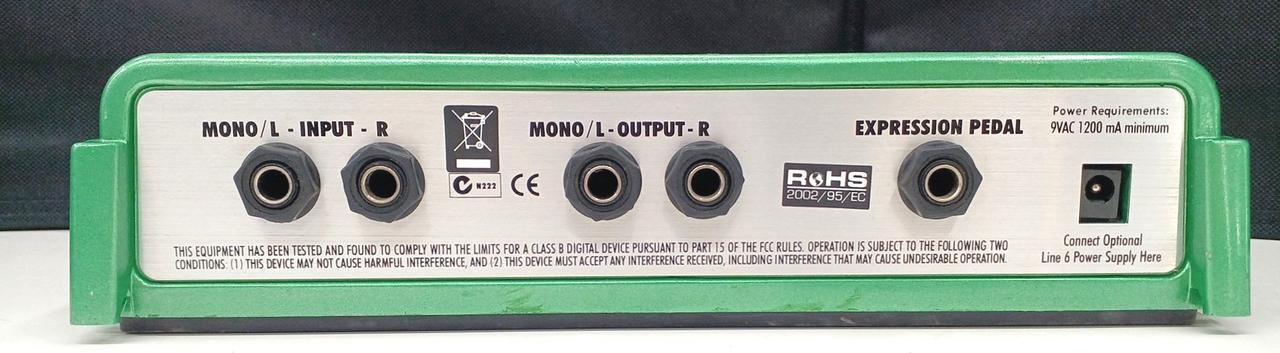 MONO/L - INPUT - R
N222
CE
MONO/L - OUTPUT - R
RoHS
2002/95/EC
EXPRESSION PEDAL
Power Requirements:
9VAC 1200 mA minimum
Connect Optional
Line 6 Power Supply Here
THIS EQUIPMENT HAS BEEN TESTED AND FOUND TO COMPLY WITH THE LIMITS FOR A CLASS B DIGITAL DEVICE PURSUANT TO PART 15 OF THE FCC RULES. OPERATION IS SUBJECT TO THE FOLLOWING TWO
CONDITIONS: (1) THIS DEVICE MAY NOT CAUSE HARMFUL INTERFERENCE, AND (2) THIS DEVICE MUST ACCEPT ANY INTERFERENCE RECEIVED, INCLUDING INTERFERENCE THAT MAY CAUSE UNDESIRABLE OPERATION.